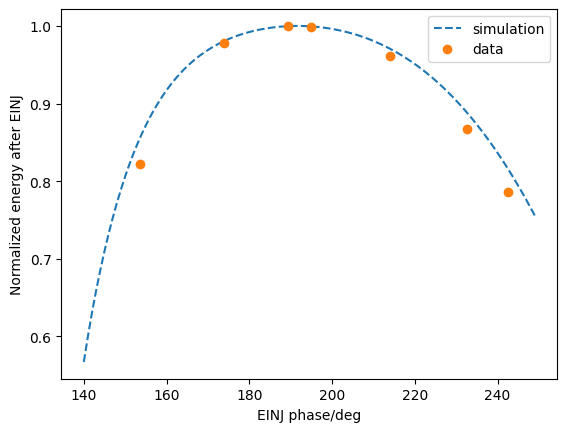 simulation
data
1.0
0.9
0.8
0.7
0.6
Normalized energy after EINJ
140 160 180 200 220 240
EINJ phase/deg